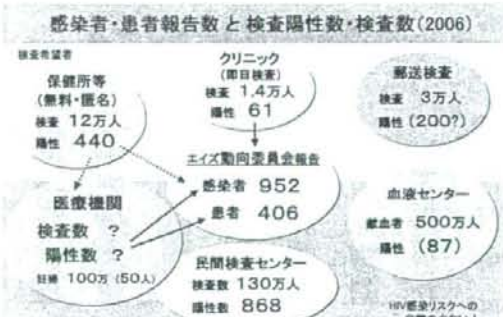 感染者・患者報告数 と 検査陽性数・検査数(2006)
検査希望者
保健所等
(無料・匿名)
検査 12万人
陽性 440
クリニック
(即日検査)
検査 1.4万人
陽性 61
郵送検査
検査 3万人
陽性 (200?)
エイズ動向委員会報告
感染者 952
患者 406
医療機関
検査数 ?
陽性数 ?
妊婦 100万 (50人)
血液センター
献血者 500万人
陽性 (87)
民間検査センター
検査数 130万人
陽性数 868
HIV感染リスクへの